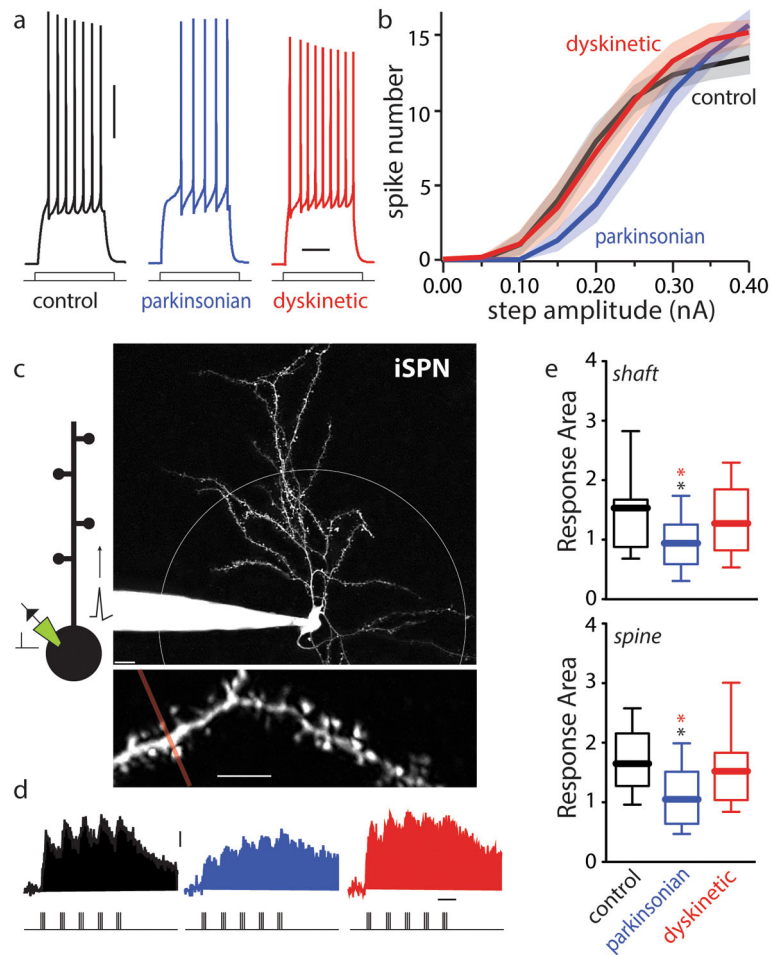 a
control
parkinsonian
dyskinetic
b
spike number
15
10
5
0
dyskinetic
control
parkinsonian
0.00
0.10
0.20
0.30
0.40
step amplitude (nA)
c
iSPN
d
e
shaft
Response Area
4
3
2
1
0
* *
spine
Response Area
4
3
2
1
0
* *
control
parkinsonian
dyskinetic